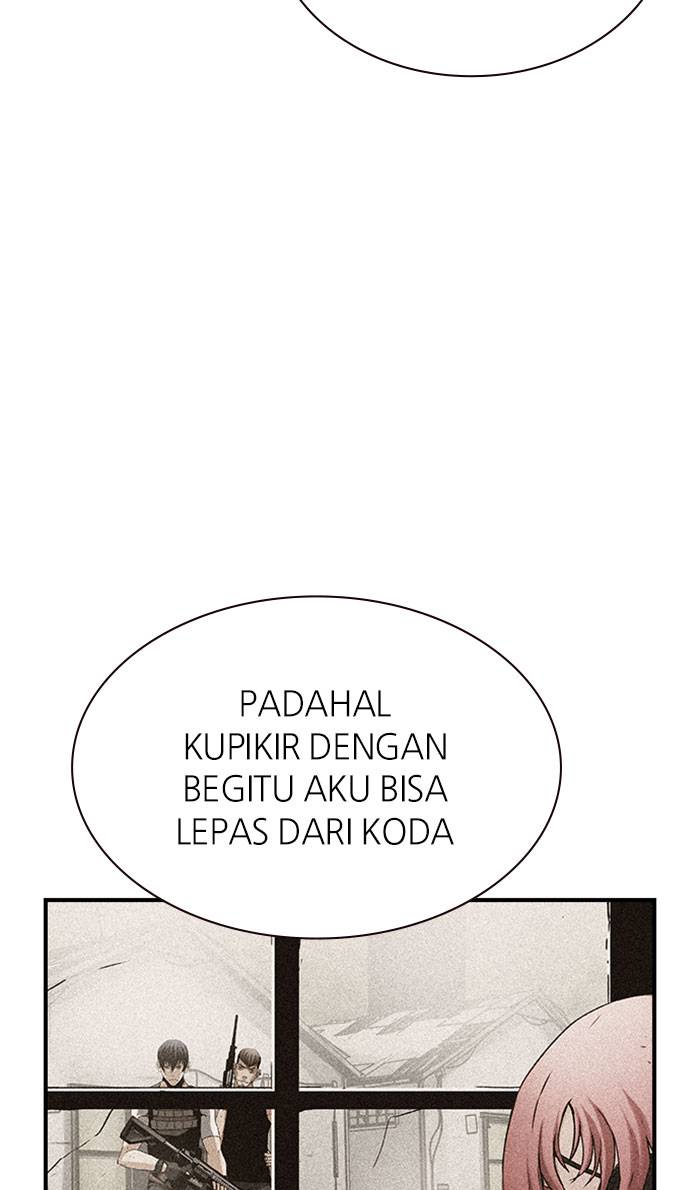 PADAHAL
KUPIKIR DENGAN
BEGITU AKU BISA
LEPAS DARI KODA